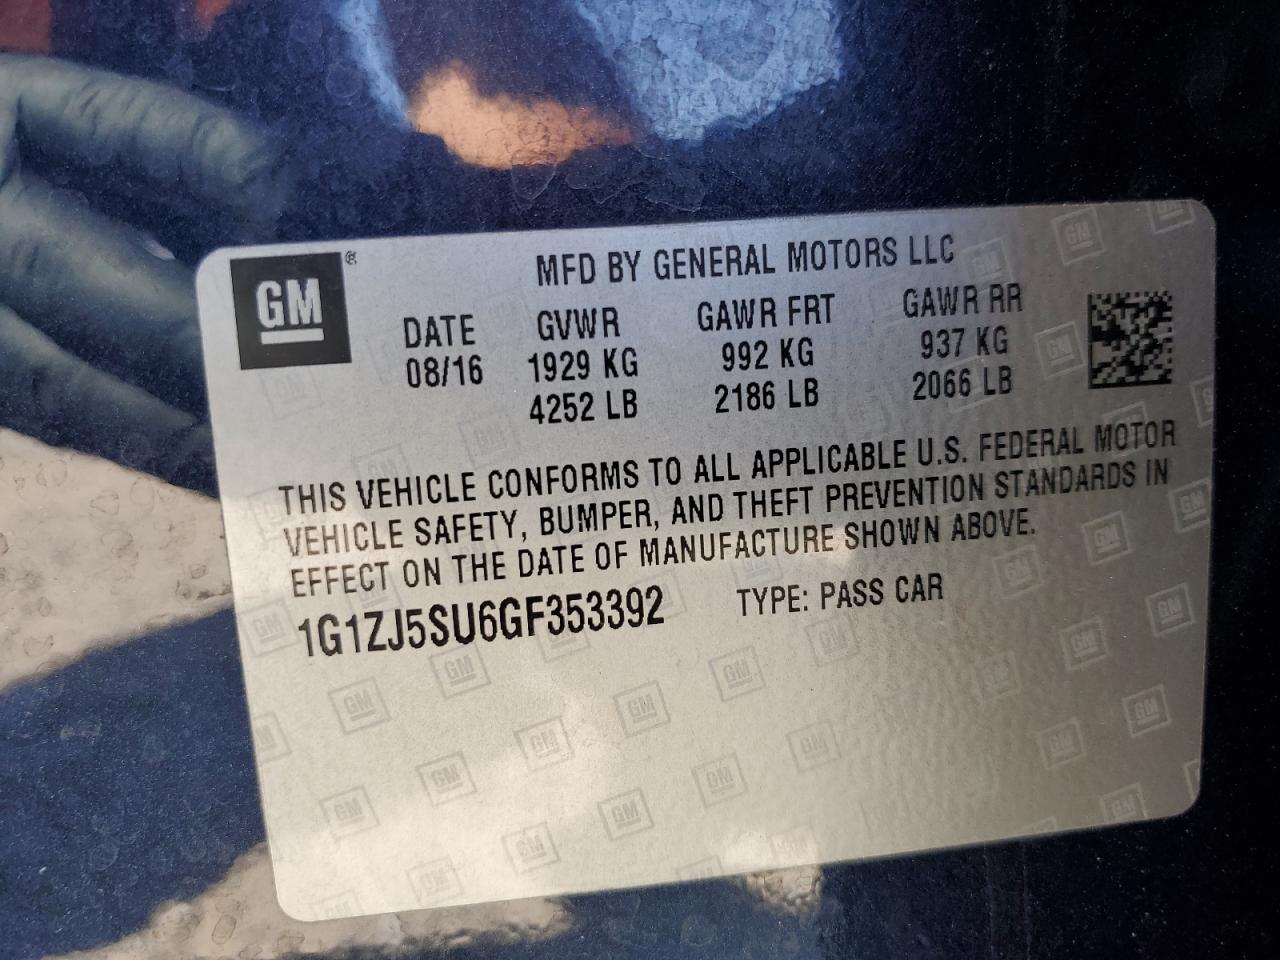 GM ®
MFD BY GENERAL MOTORS LLC
DATE GVWR GAWR FRT GAWR RR
08/16 1929 KG 992 KG 937 KG
4252 LB 2186 LB 2066 LB
THIS VEHICLE CONFORMS TO ALL APPLICABLE U.S. FEDERAL MOTOR
VEHICLE SAFETY, BUMPER, AND THEFT PREVENTION STANDARDS IN
EFFECT ON THE DATE OF MANUFACTURE SHOWN ABOVE.
1G1ZJ5SU6GF353392 TYPE: PASS CAR